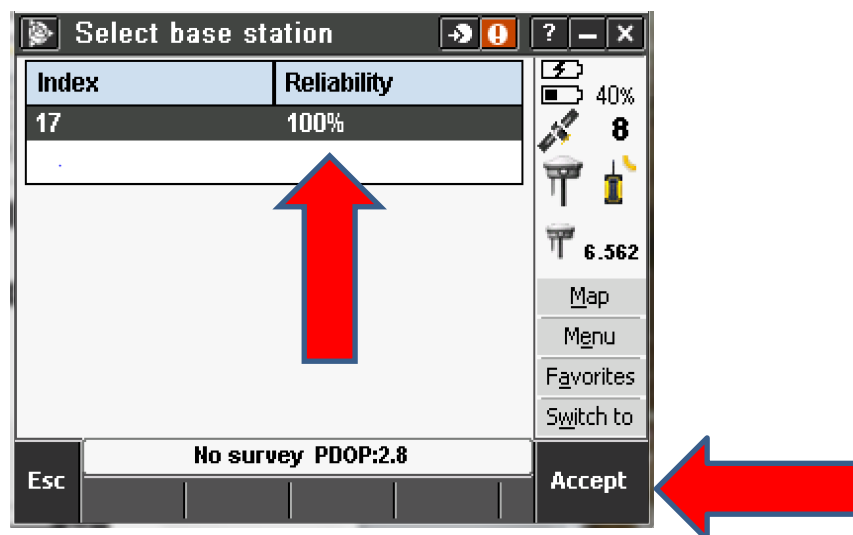 Select base station ? – x
Index Reliability
17 100%
40%
8
6.562
Map
Menu
Favorites
Switch to
No survey PDOP:2.8
Esc
Accept